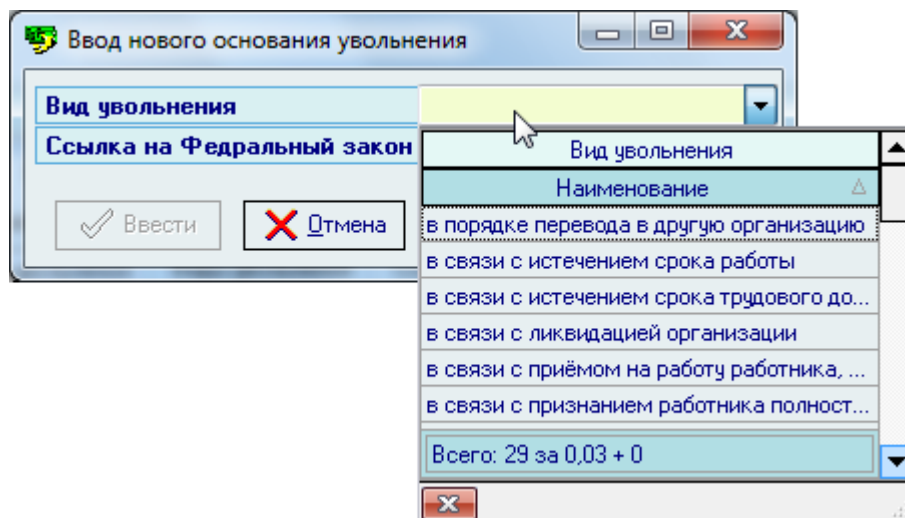 Ввод нового основания увольнения
Вид увольнения
Ссылка на Федральный закон
Ввести
Отмена
Вид увольнения
Наименование
в порядке перевода в другую организацию
в связи с истечением срока работы
в связи с истечением срока трудового до...
в связи с ликвидацией организации
в связи с приёмом на работу работника, ...
в связи с признанием работника полност...
Всего: 29 за 0,03 + 0